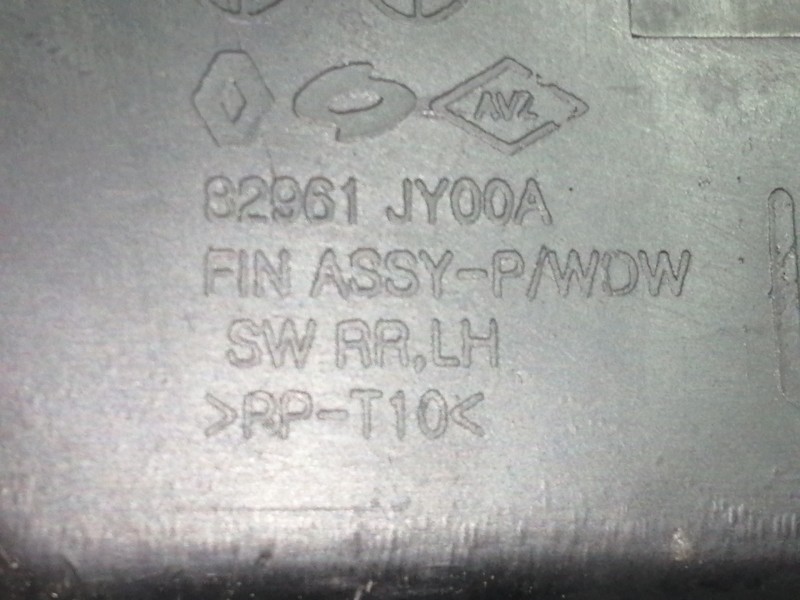 AVL
82961 JY00A
FIN ASSY-P/WDW
SW RR,LH
>PP-T10<